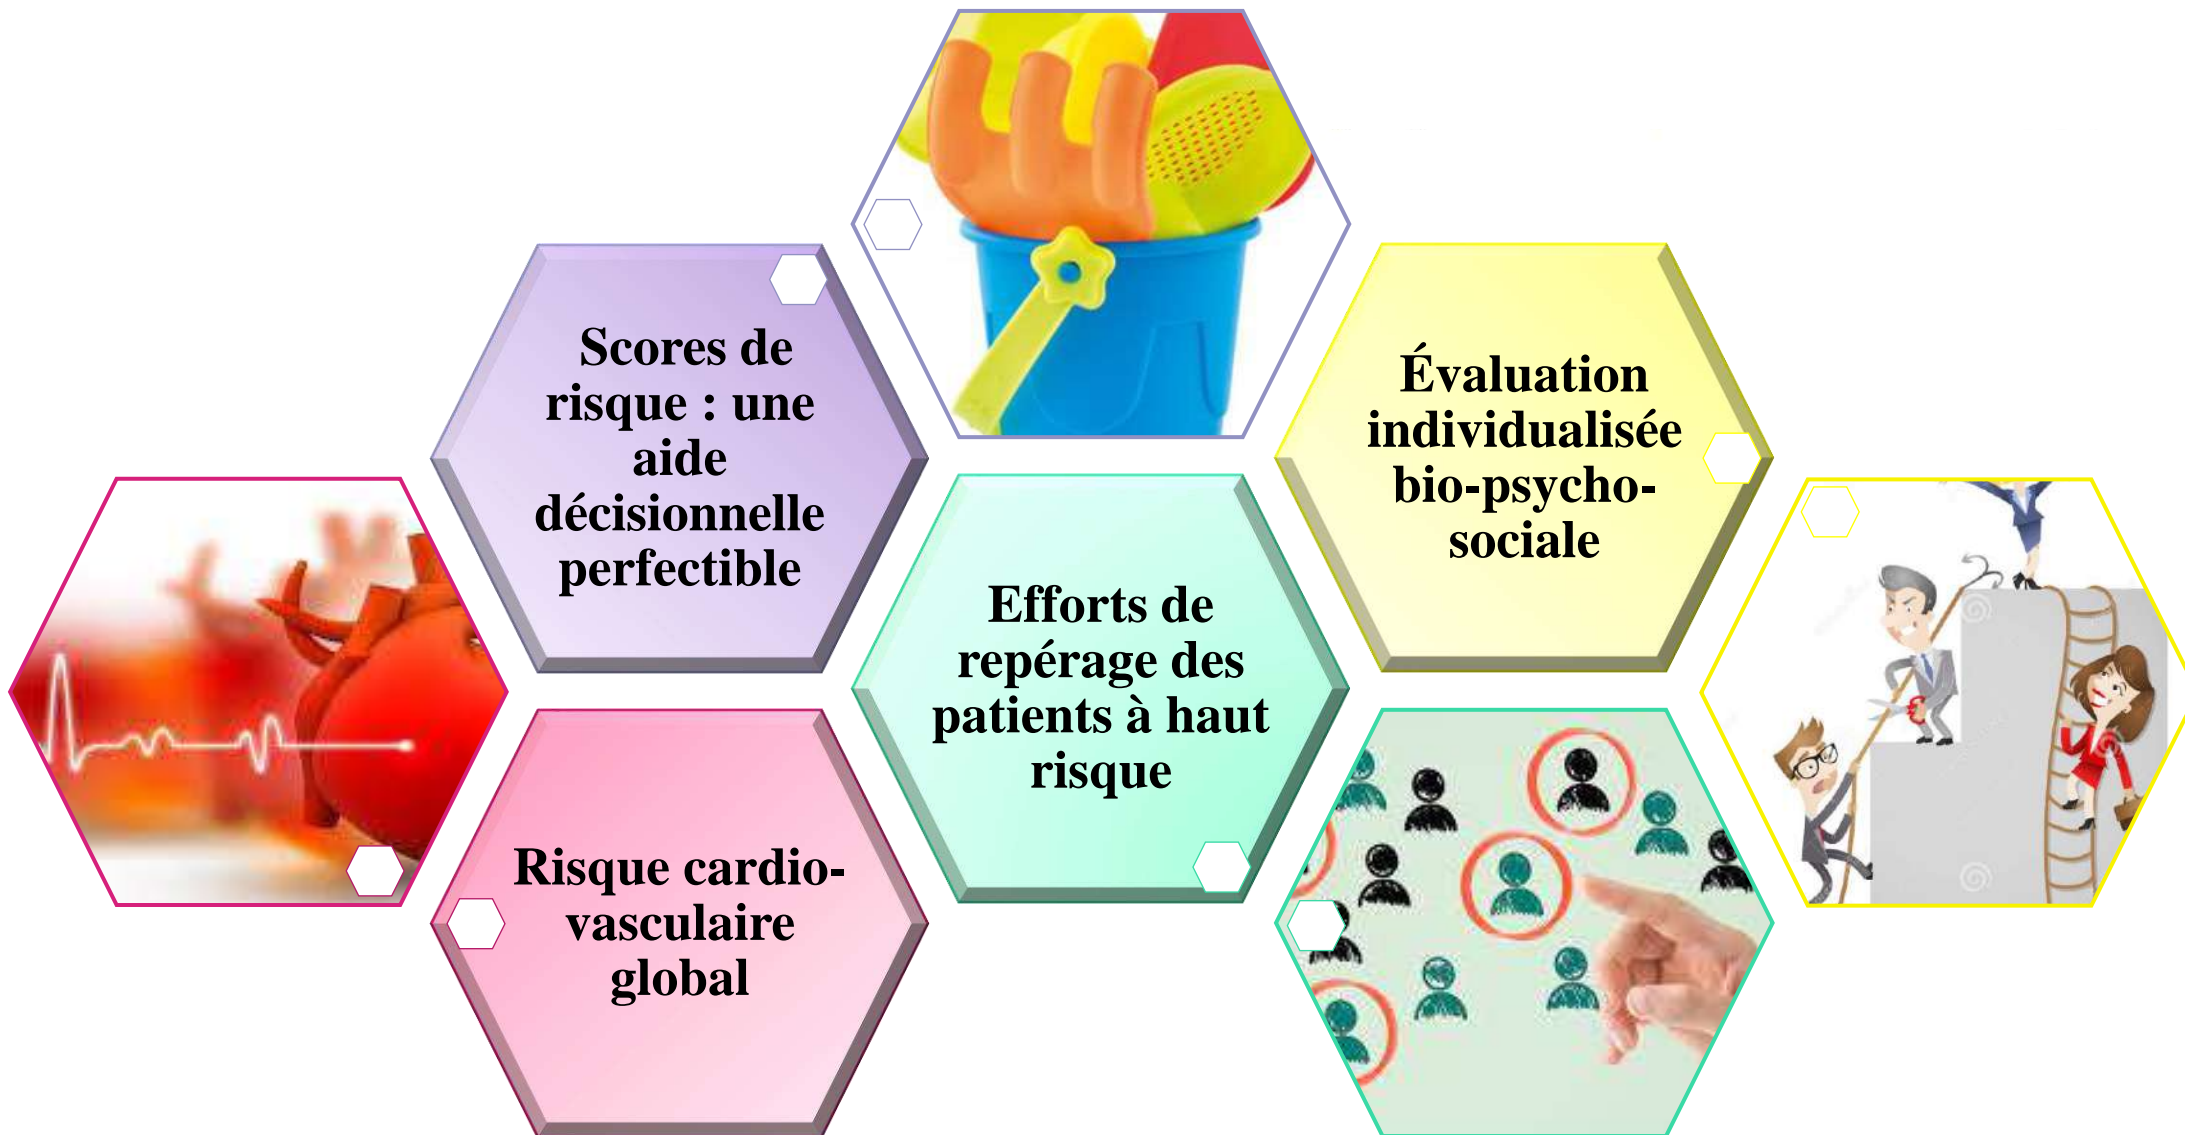 Scores de
risque : une
aide
décisionnelle
perfectible
Évaluation
individualisée
bio-psycho-
sociale
Efforts de
repérage des
patients à haut
risque
Risque cardio-
vasculaire
global